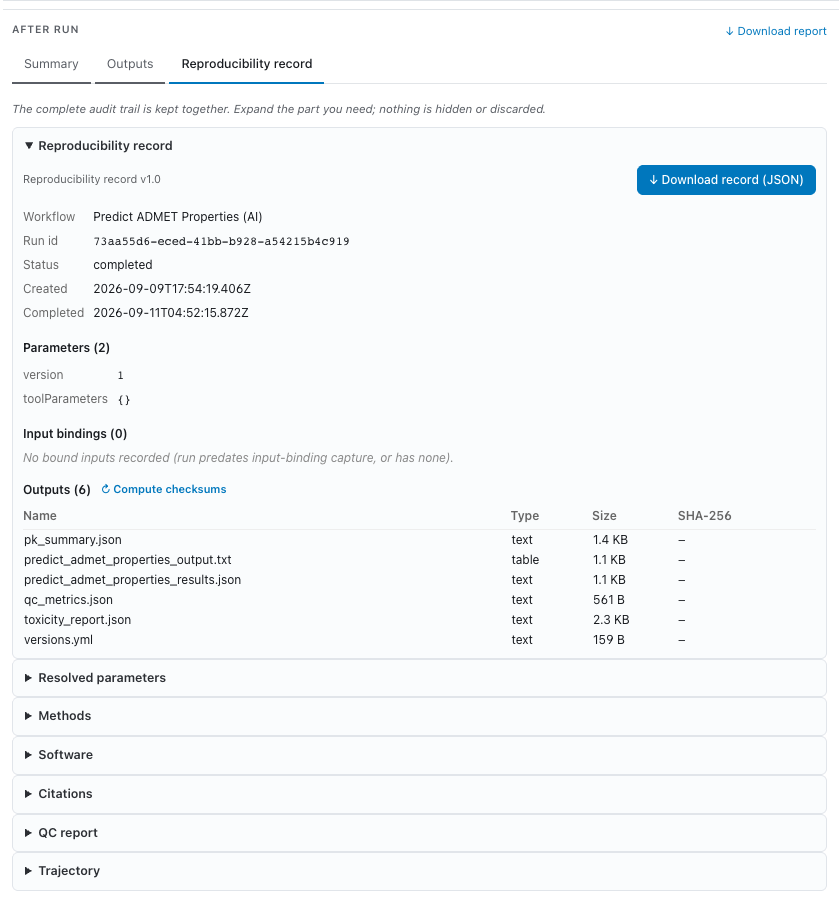 AFTER RUN
↓ Download report
Summary Outputs Reproducibility record
The complete audit trail is kept together. Expand the part you need; nothing is hidden or discarded.
▼ Reproducibility record
Reproducibility record v1.0
↓ Download record (JSON)
Workflow Predict ADMET Properties (AI)
Run id 73aa55d6-eced-41bb-b928-a54215b4c919
Status completed
Created 2026-09-09T17:54:19.406Z
Completed 2026-09-11T04:52:15.872Z
Parameters (2)
version 1
toolParameters {}
Input bindings (0)
No bound inputs recorded (run predates input-binding capture, or has none).
Outputs (6) ↻ Compute checksums
Name Type Size SHA-256
pk_summary.json text 1.4 KB –
predict_admet_properties_output.txt table 1.1 KB –
predict_admet_properties_results.json text 1.1 KB –
qc_metrics.json text 561 B –
toxicity_report.json text 2.3 KB –
versions.yml text 159 B –
▶ Resolved parameters
▶ Methods
▶ Software
▶ Citations
▶ QC report
▶ Trajectory